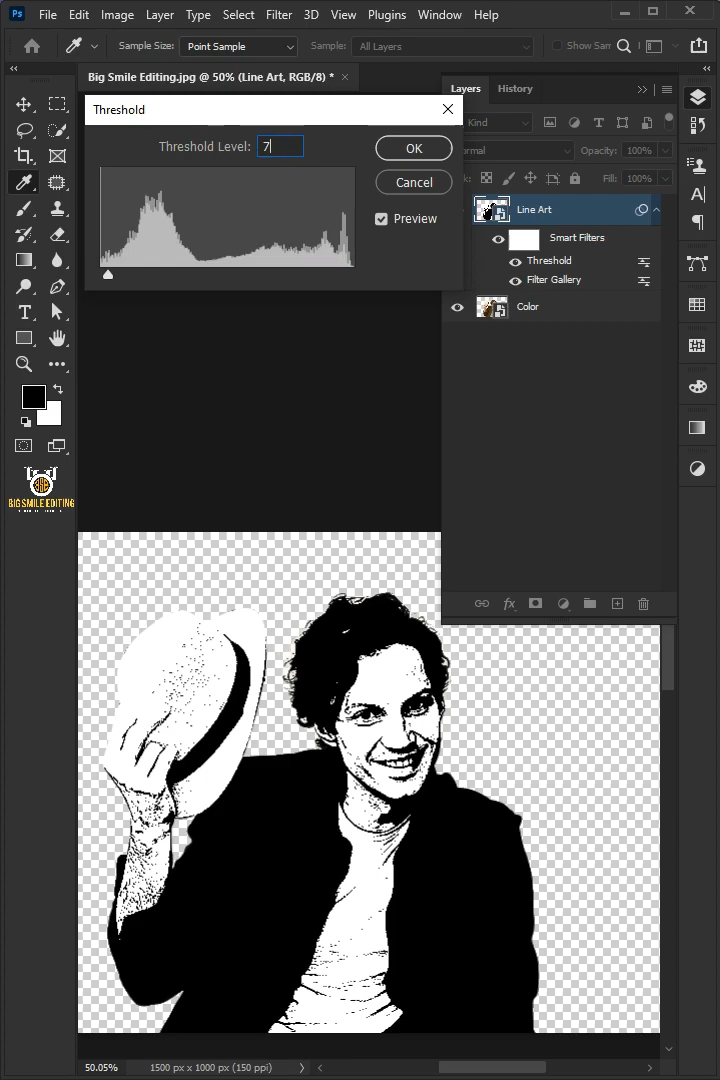 Ps File Edit Image Layer Type Select Filter 3D View Plugins Window Help
Sample Size: Point Sample Sample: All Layers Show Sam
Big Smile Editing.jpg @ 50% (Line Art, RGB/8) *
Layers History
Threshold
Threshold Level: 7
OK
Cancel
Preview
Kind
rmal Opacity: 100%
k: Fill: 100%
Line Art
Smart Filters
Threshold
Filter Gallery
Color
BIG SMILE EDITING
50.05% 1500 px x 1000 px (150 ppi)